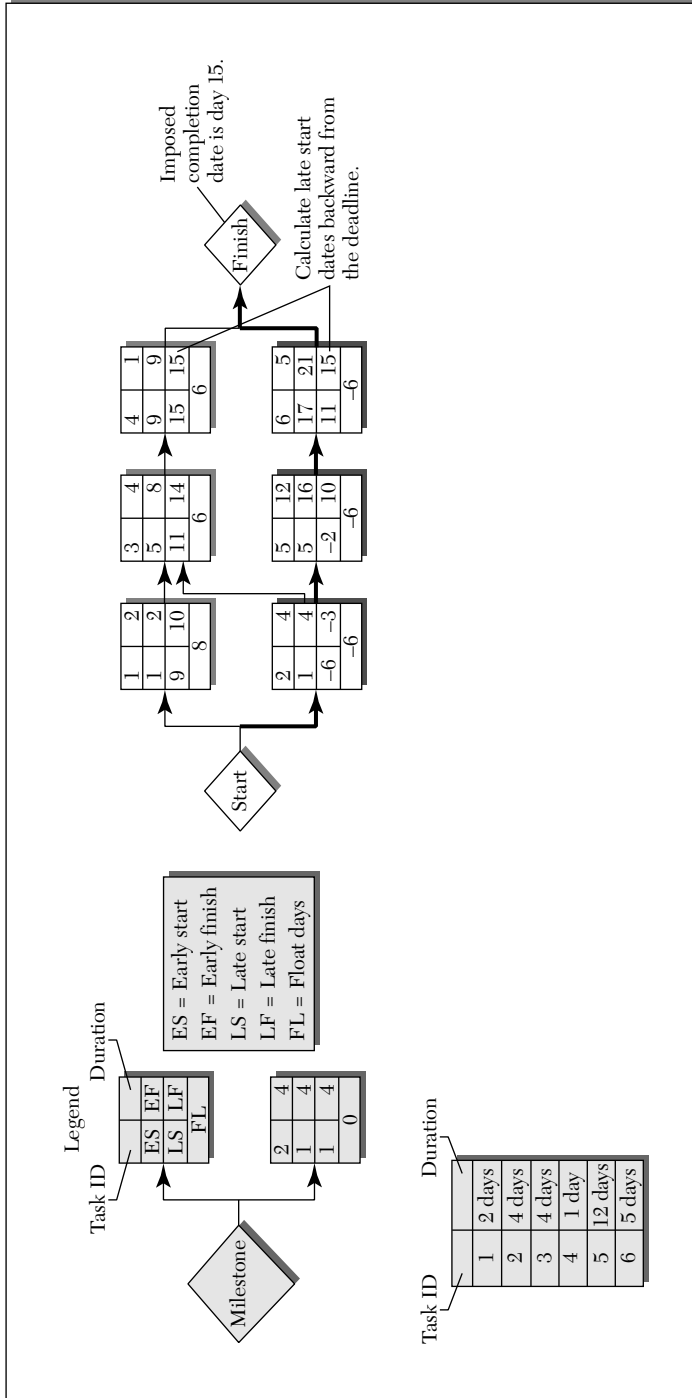 Legend
Task ID
Duration
ES EF
LS LF
FL
Milestone
2 4
1 4
1 4
0
ES = Early start
EF = Early finish
LS = Late start
LF = Late finish
FL = Float days
Task ID
Duration
1 2 days
2 4 days
3 4 days
4 1 day
5 12 days
6 5 days
Start
1 2
1 2
9 10
8
3 4
5 8
11 14
6
4 1
9 9
15 15
6
2 4
1 4
–6 –3
–6
5 12
5 16
–2 10
–6
6 5
17 21
11 15
–6
Finish
Imposed
completion
date is day 15.
Calculate late start
dates backward from
the deadline.